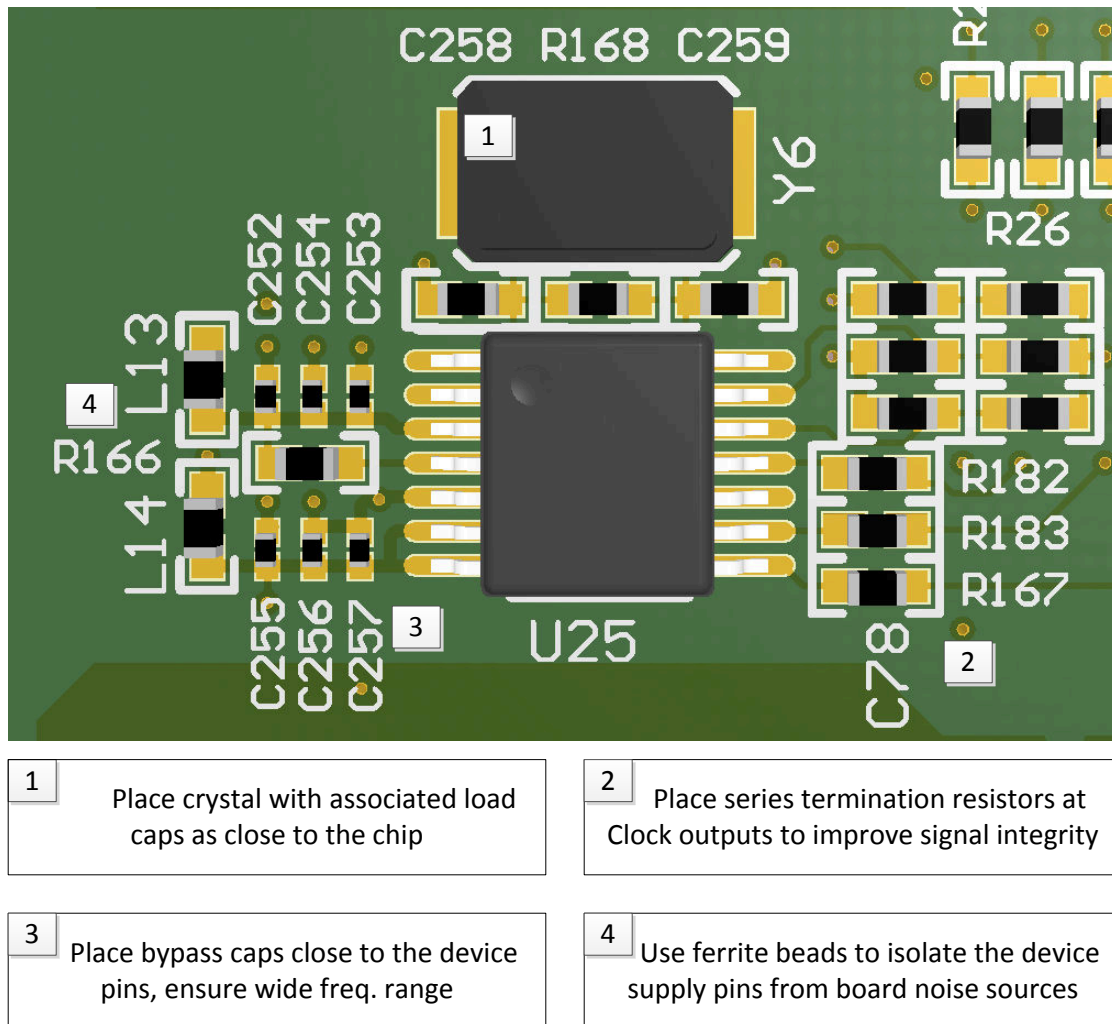 C258 R168 C259
1
Y6
R2
R26
C252
C254
C253
L13
4
R166
L14
C255
C256
C257
3
U25
R182
R183
R167
C78
2
1
Place crystal with associated load
caps as close to the chip
2
Place series termination resistors at
Clock outputs to improve signal integrity
3
Place bypass caps close to the device
pins, ensure wide freq. range
4
Use ferrite beads to isolate the device
supply pins from board noise sources